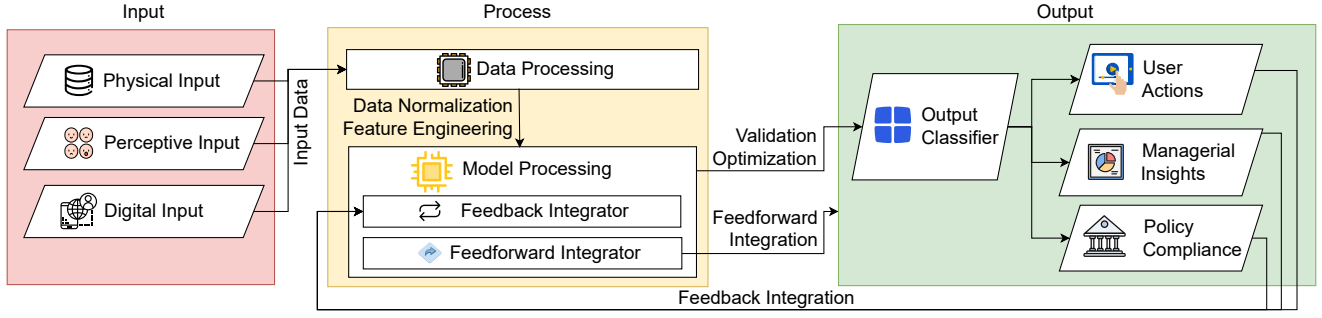 Input
Process
Output
Physical Input
Perceptive Input
Digital Input
Input Data
Data Processing
Data Normalization
Feature Engineering
Model Processing
Feedback Integrator
Feedforward Integrator
Validation
Optimization
Feedforward
Integration
Output
Classifier
User
Actions
Managerial
Insights
Policy
Compliance
Feedback Integration